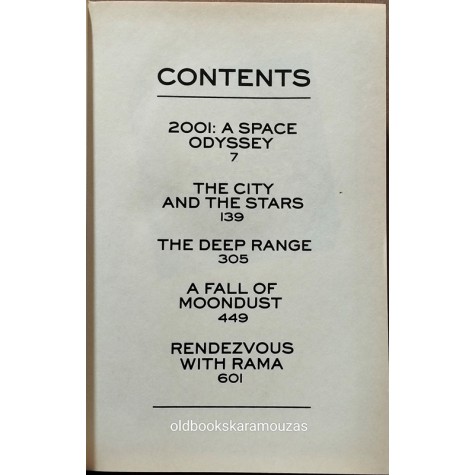 CONTENTS
2001: A SPACE
ODYSSEY
7
THE CITY
AND THE STARS
139
THE DEEP RANGE
305
A FALL OF
MOONDUST
449
RENDEZVOUS
WITH RAMA
601
oldbookskaramouzas